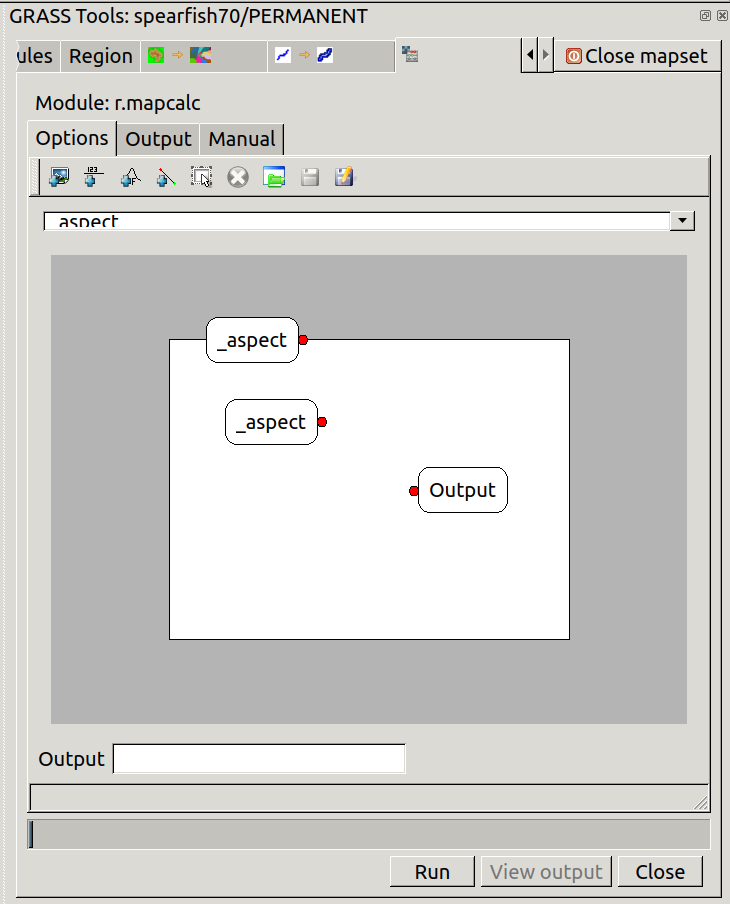 GRASS Tools: spearfish70/PERMANENT
ules Region Close mapset
Module: r.mapcalc
Options Output Manual
123
_aspect
_aspect
_aspect
Output
Output
Run View output Close